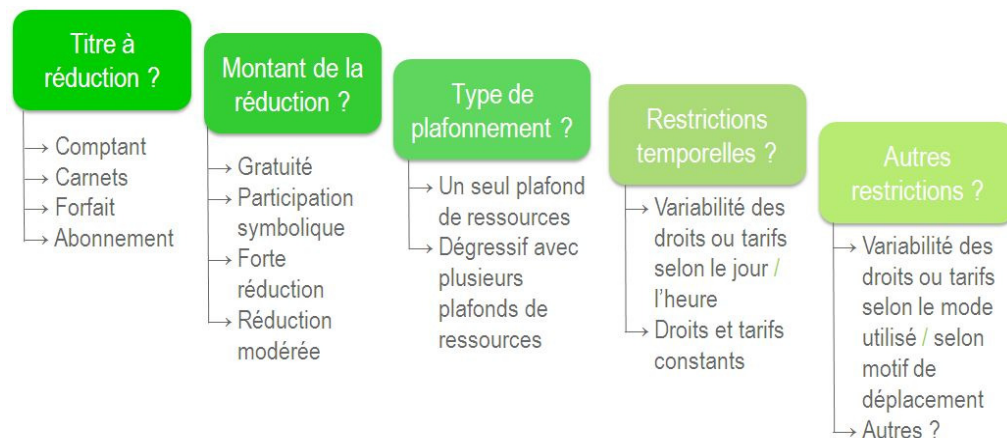 Titre à
réduction ?
→ Comptant
→ Carnets
→ Forfait
→ Abonnement
Montant de la
réduction ?
→ Gratuité
→ Participation
symbolique
→ Forte
réduction
→ Réduction
modérée
Type de
plafonnement ?
→ Un seul plafond
de ressources
→ Dégressif avec
plusieurs
plafonds de
ressources
Restrictions
temporelles ?
→ Variabilité des
droits ou tarifs
selon le jour /
l’heure
→ Droits et tarifs
constants
Autres
restrictions ?
→ Variabilité des
droits ou tarifs
selon le mode
utilisé / selon
motif de
déplacement
→ Autres ?